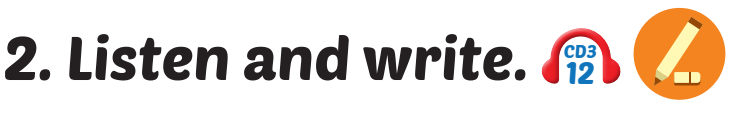 2. Listen and write.
CD3
12